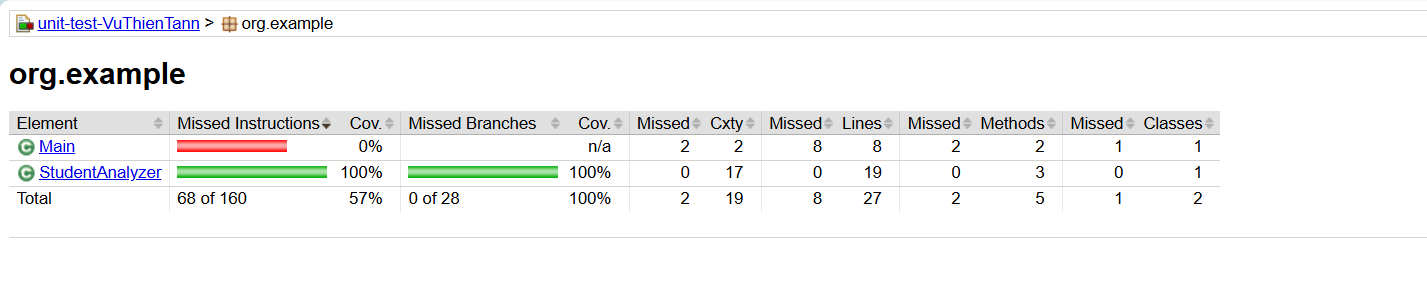 unit-test-VuThienTann > org.example
org.example
Element Missed Instructions Cov. Missed Branches Cov. Missed Cxty Missed Lines Missed Methods Missed Classes
C Main 0% n/a 2 2 8 8 2 2 1 1
C StudentAnalyzer 100% 100% 0 17 0 19 0 3 0 1
Total 68 of 160 57% 0 of 28 100% 2 19 8 27 2 5 1 2